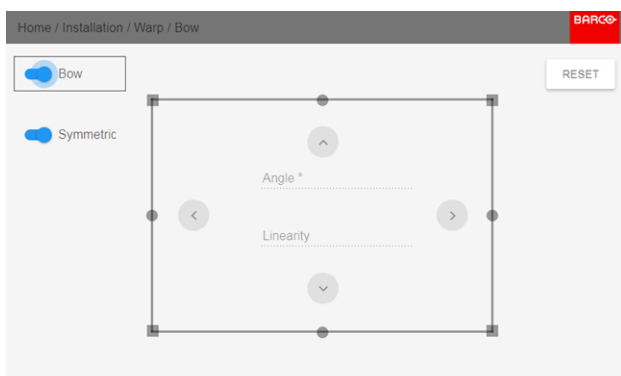 Home / Installation / Warp / Bow
BARCO
Bow
RESET
Symmetric
Angle *
Linearity